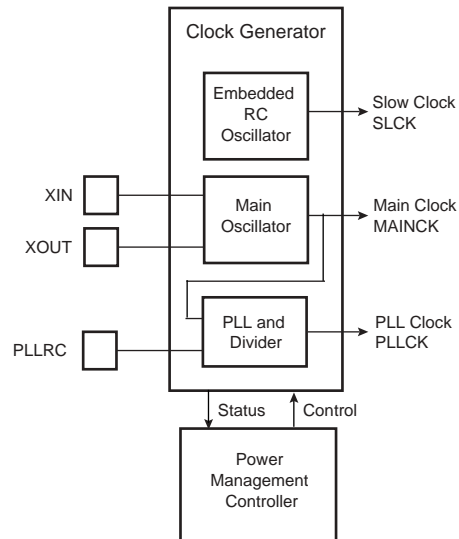 Clock Generator
Embedded
RC
Oscillator
Slow Clock
SLCK
XIN
Main
Oscillator
Main Clock
MAINCK
XOUT
PLL and
Divider
PLL Clock
PLLCK
PLLRC
Status
Control
Power
Management
Controller